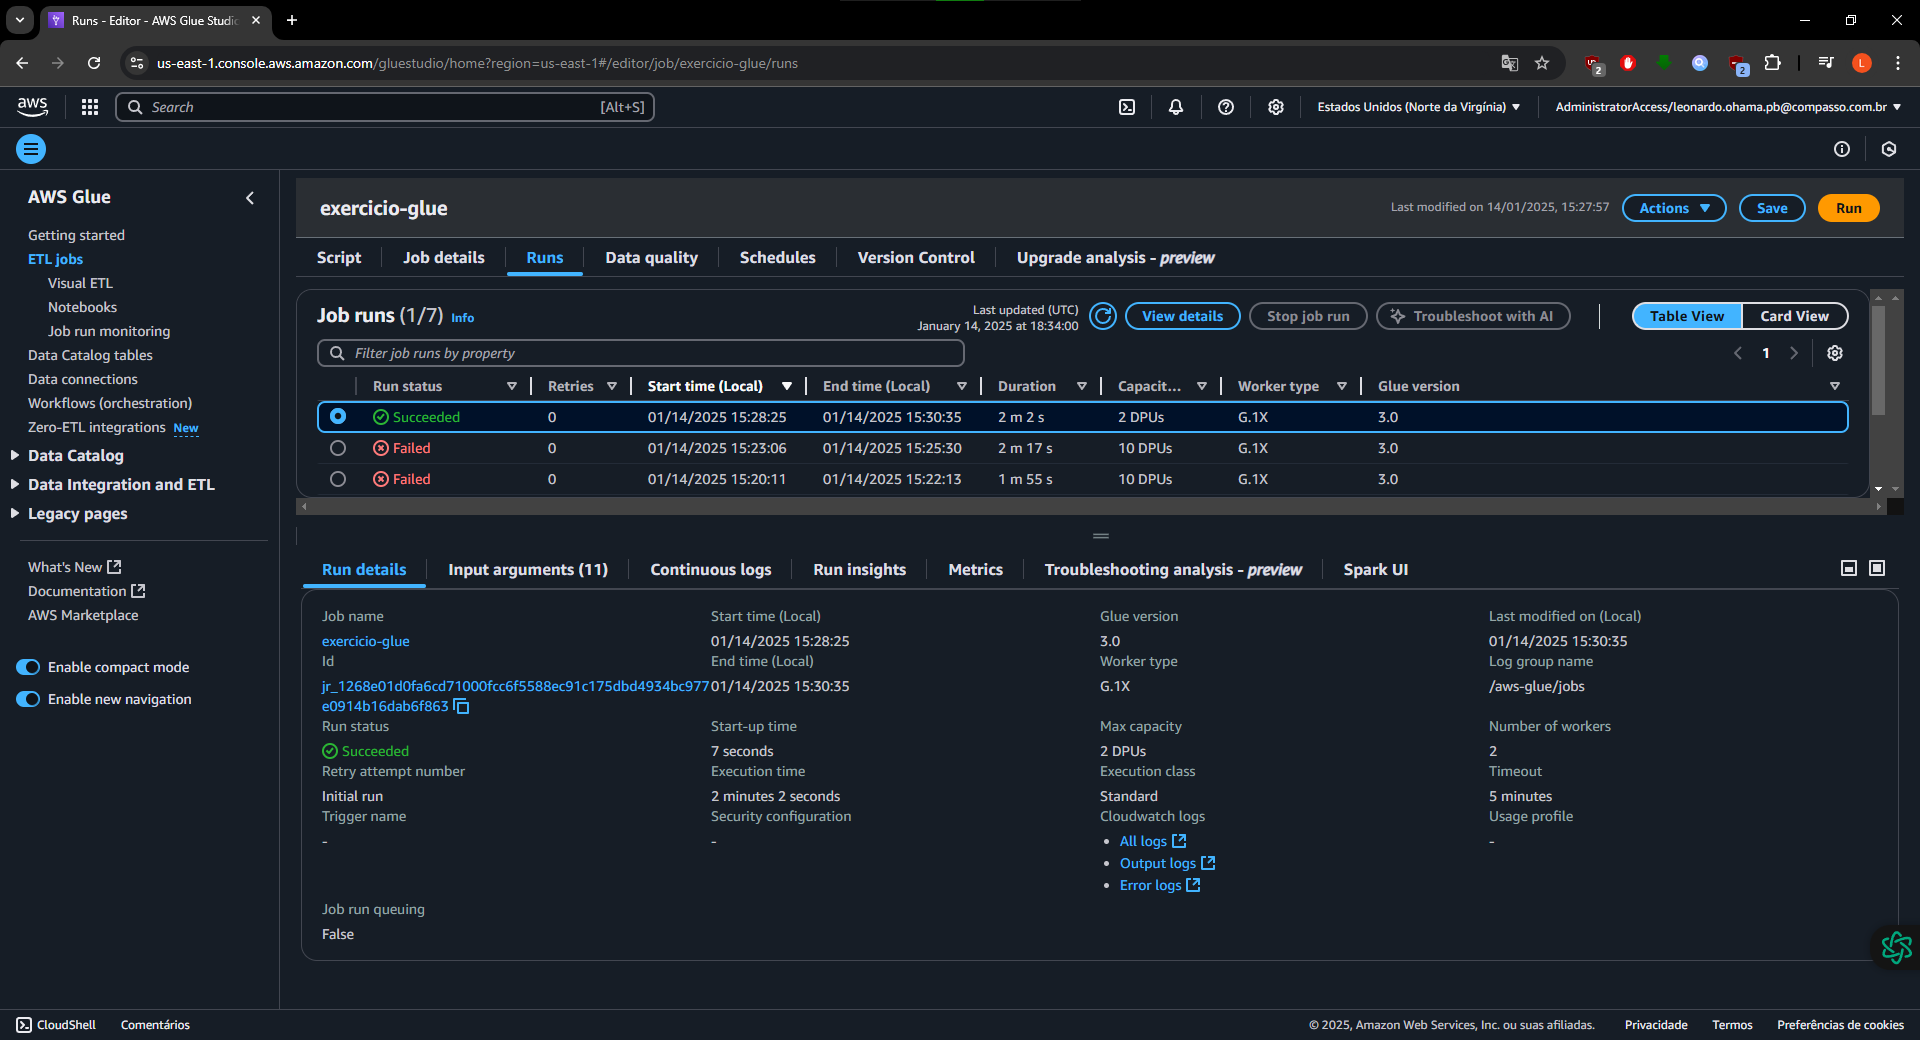 Runs - Editor - AWS Glue Studio
us-east-1.console.aws.amazon.com/gluestudio/home?region=us-east-1#/editor/job/exercicio-glue/runs
2
2
L
aws
Search
[Alt+S]
Estados Unidos (Norte da Virgínia)
AdministratorAccess/leonardo.ohama.pb@compasso.com.br
AWS Glue
Getting started
ETL jobs
Visual ETL
Notebooks
Job run monitoring
Data Catalog tables
Data connections
Workflows (orchestration)
Zero-ETL integrations New
Data Catalog
Data Integration and ETL
Legacy pages
What's New
Documentation
AWS Marketplace
Enable compact mode
Enable new navigation
exercicio-glue
Last modified on 14/01/2025, 15:27:57
Actions
Save
Run
Script
Job details
Runs
Data quality
Schedules
Version Control
Upgrade analysis - preview
Job runs (1/7) Info
Last updated (UTC)
January 14, 2025 at 18:34:00
View details
Stop job run
Troubleshoot with AI
Table View
Card View
Filter job runs by property
1
Run status Retries Start time (Local) End time (Local) Duration Capacit... Worker type Glue version
Succeeded 0 01/14/2025 15:28:25 01/14/2025 15:30:35 2 m 2 s 2 DPUs G.1X 3.0
Failed 0 01/14/2025 15:23:06 01/14/2025 15:25:30 2 m 17 s 10 DPUs G.1X 3.0
Failed 0 01/14/2025 15:20:11 01/14/2025 15:22:13 1 m 55 s 10 DPUs G.1X 3.0
Run details
Input arguments (11)
Continuous logs
Run insights
Metrics
Troubleshooting analysis - preview
Spark UI
Job name
exercicio-glue
Id
jr_1268e01d0fa6cd71000fcc6f5588ec91c175dbd4934bc977
e0914b16dab6f863
Run status
Succeeded
Retry attempt number
Initial run
Trigger name
-
Job run queuing
False
Start time (Local)
01/14/2025 15:28:25
End time (Local)
01/14/2025 15:30:35
Start-up time
7 seconds
Execution time
2 minutes 2 seconds
Security configuration
-
Glue version
3.0
Worker type
G.1X
Max capacity
2 DPUs
Execution class
Standard
Cloudwatch logs
All logs
Output logs
Error logs
Last modified on (Local)
01/14/2025 15:30:35
Log group name
/aws-glue/jobs
Number of workers
2
Timeout
5 minutes
Usage profile
-
CloudShell
Comentários
© 2025, Amazon Web Services, Inc. ou suas afiliadas.
Privacidade
Termos
Preferências de cookies